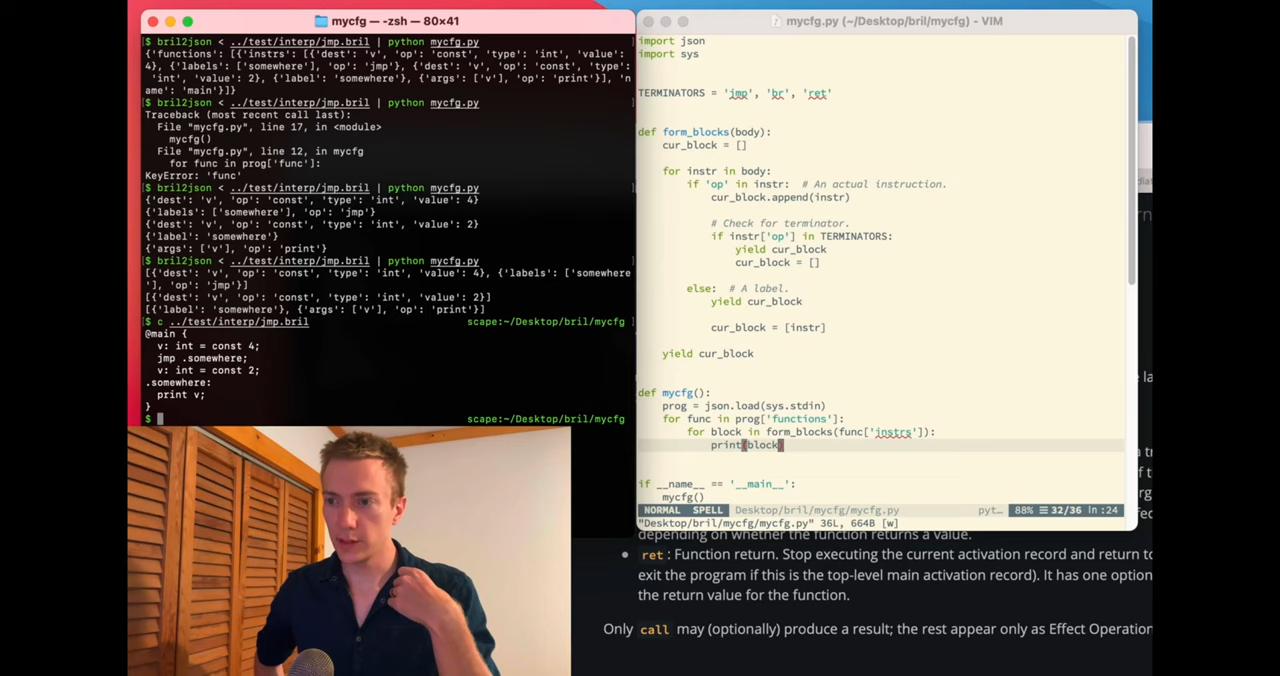 mycfg — -zsh — 80×41
[$ bril2json < ../test/interp/jmp.bril | python mycfg.py ]
{'functions': [{'instrs': [{'dest': 'v', 'op': 'const', 'type': 'int', 'value':
4}, {'labels': ['somewhere'], 'op': 'jmp'}, {'dest': 'v', 'op': 'const', 'type':
'int', 'value': 2}, {'label': 'somewhere'}, {'args': ['v'], 'op': 'print'}], 'n
ame': 'main'}]}
[$ bril2json < ../test/interp/jmp.bril | python mycfg.py ]
Traceback (most recent call last):
File "mycfg.py", line 17, in <module>
mycfg()
File "mycfg.py", line 12, in mycfg
for func in prog['func']:
KeyError: 'func'
[$ bril2json < ../test/interp/jmp.bril | python mycfg.py ]
{'dest': 'v', 'op': 'const', 'type': 'int', 'value': 4}
{'labels': ['somewhere'], 'op': 'jmp'}
{'dest': 'v', 'op': 'const', 'type': 'int', 'value': 2}
{'label': 'somewhere'}
{'args': ['v'], 'op': 'print'}
[$ bril2json < ../test/interp/jmp.bril | python mycfg.py ]
[{'dest': 'v', 'op': 'const', 'type': 'int', 'value': 4}, {'labels': ['somewhere
'], 'op': 'jmp'}]
[{'dest': 'v', 'op': 'const', 'type': 'int', 'value': 2}]
[{'label': 'somewhere'}, {'args': ['v'], 'op': 'print'}]
[$ c ../test/interp/jmp.bril scape:~/Desktop/bril/mycfg ]
@main {
v: int = const 4;
jmp .somewhere;
v: int = const 2;
.somewhere:
print v;
}
$ scape:~/Desktop/bril/mycfg
mycfg.py (~/Desktop/bril/mycfg) - VIM
import json
import sys
TERMINATORS = 'jmp', 'br', 'ret'
def form_blocks(body):
cur_block = []
for instr in body:
if 'op' in instr: # An actual instruction.
cur_block.append(instr)
# Check for terminator.
if instr['op'] in TERMINATORS:
yield cur_block
cur_block = []
else: # A label.
yield cur_block
cur_block = [instr]
yield cur_block
def mycfg():
prog = json.load(sys.stdin)
for func in prog['functions']:
for block in form_blocks(func['instrs']):
print(block)
if __name__ == '__main__':
mycfg()
NORMAL SPELL Desktop/bril/mycfg/mycfg.py pyt… 88% ☰ 32/36 ln :24
"Desktop/bril/mycfg/mycfg.py" 36L, 664B [w]
depending on whether the function returns a value.
• ret : Function return. Stop executing the current activation record and return to
exit the program if this is the top-level main activation record). It has one option
the return value for the function.
Only call may (optionally) produce a result; the rest appear only as Effect Operation